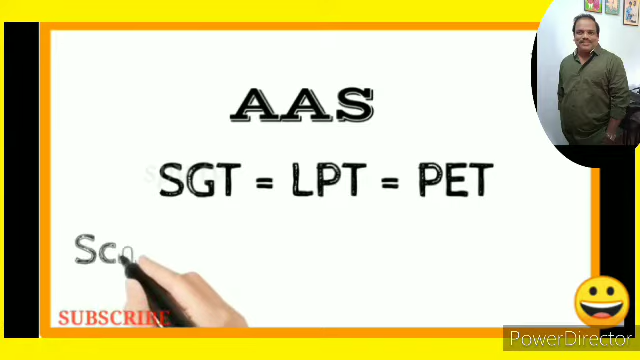 AAS
SGT = LPT = PET
SUBSCRIBE
PowerDirector